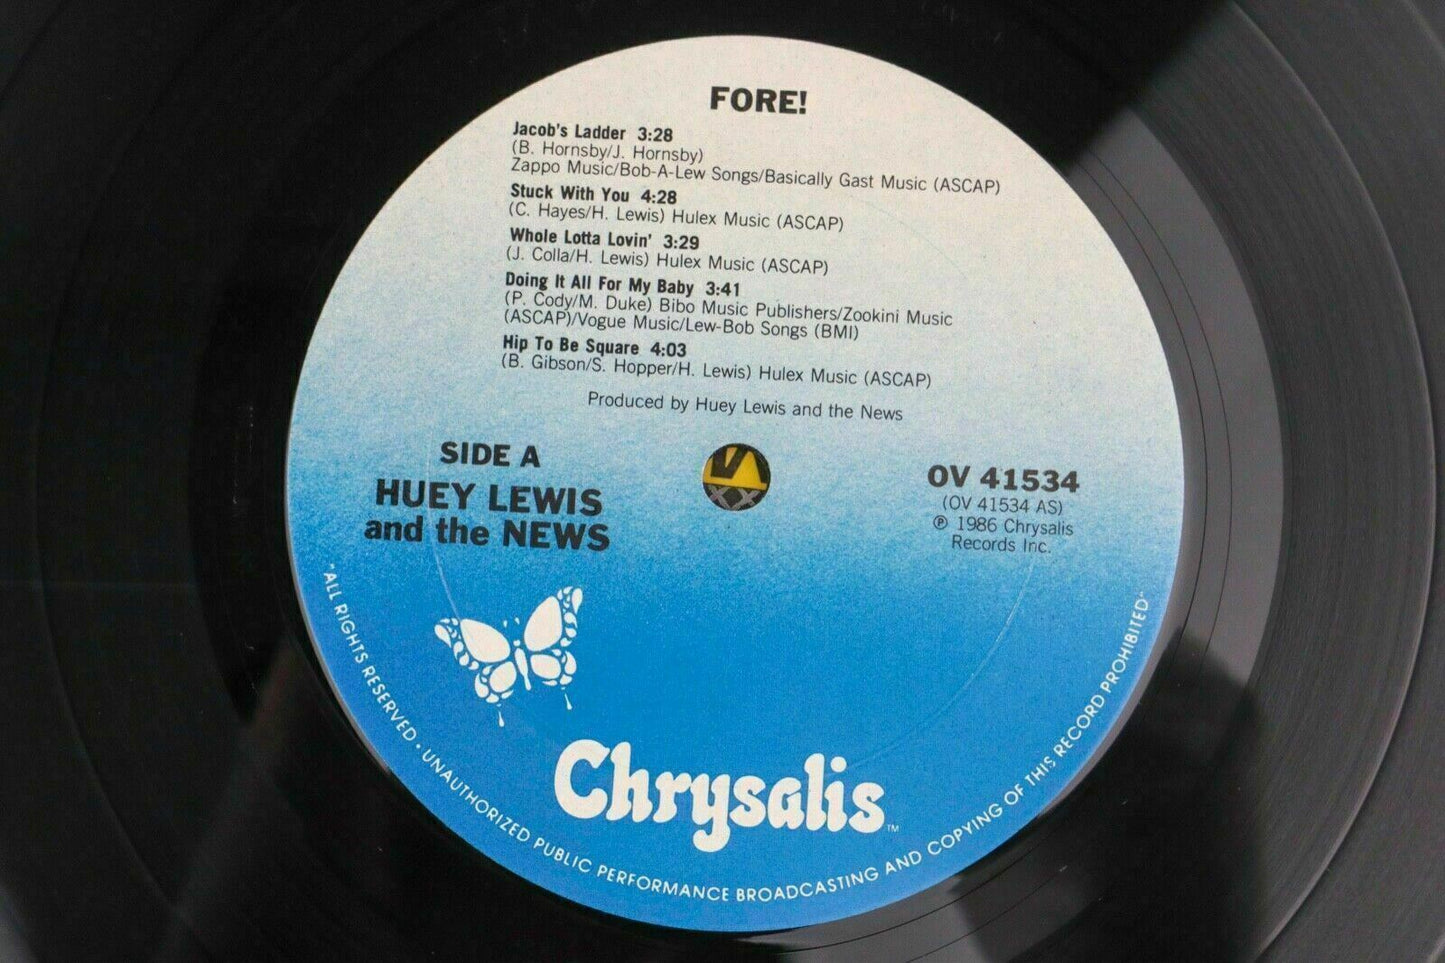 FORE!
Jacob's Ladder 3:28
(B. Hornsby/J. Hornsby)
Zappo Music/Bob-A-Lew Songs/Basically Gast Music (ASCAP)
Stuck With You 4:28
(C. Hayes/H. Lewis) Hulex Music (ASCAP)
Whole Lotta Lovin' 3:29
(J. Colla/H. Lewis) Hulex Music (ASCAP)
Doing It All For My Baby 3:41
(P. Cody/M. Duke) Bibo Music Publishers/Zookini Music
(ASCAP)/Vogue Music/Lew-Bob Songs (BMI)
Hip To Be Square 4:03
(B. Gibson/S. Hopper/H. Lewis) Hulex Music (ASCAP)
Produced by Huey Lewis and the News
SIDE A
HUEY LEWIS
and the NEWS
OV 41534
(OV 41534 AS)
℗ 1986 Chrysalis
Records Inc.
Chrysalis™
"ALL RIGHTS RESERVED · UNAUTHORIZED PUBLIC PERFORMANCE BROADCASTING AND COPYING OF THIS RECORD PROHIBITED"